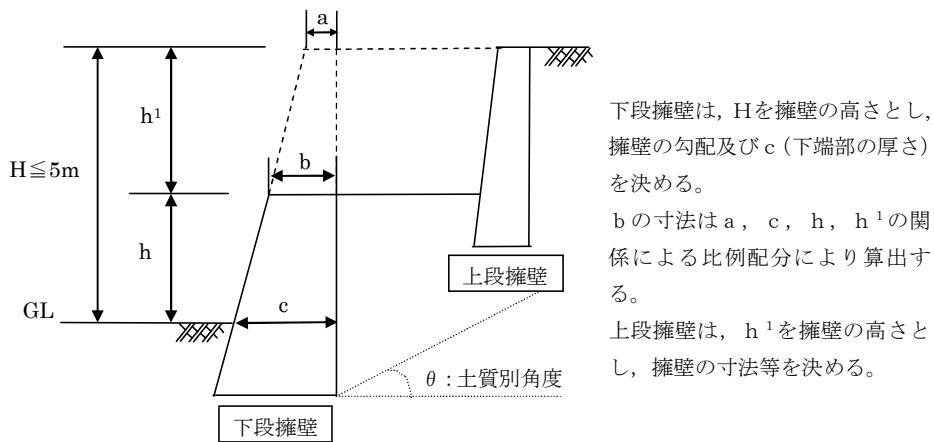 a
h¹
H≦5m
b
h
上段擁壁
GL
c
θ：土質別角度
下段擁壁
下段擁壁は，Hを擁壁の高さとし，
擁壁の勾配及びc（下端部の厚さ）
を決める。
bの寸法はa，c，h，h¹の関
係による比例配分により算出す
る。
上段擁壁は，h¹を擁壁の高さと
し，擁壁の寸法等を決める。